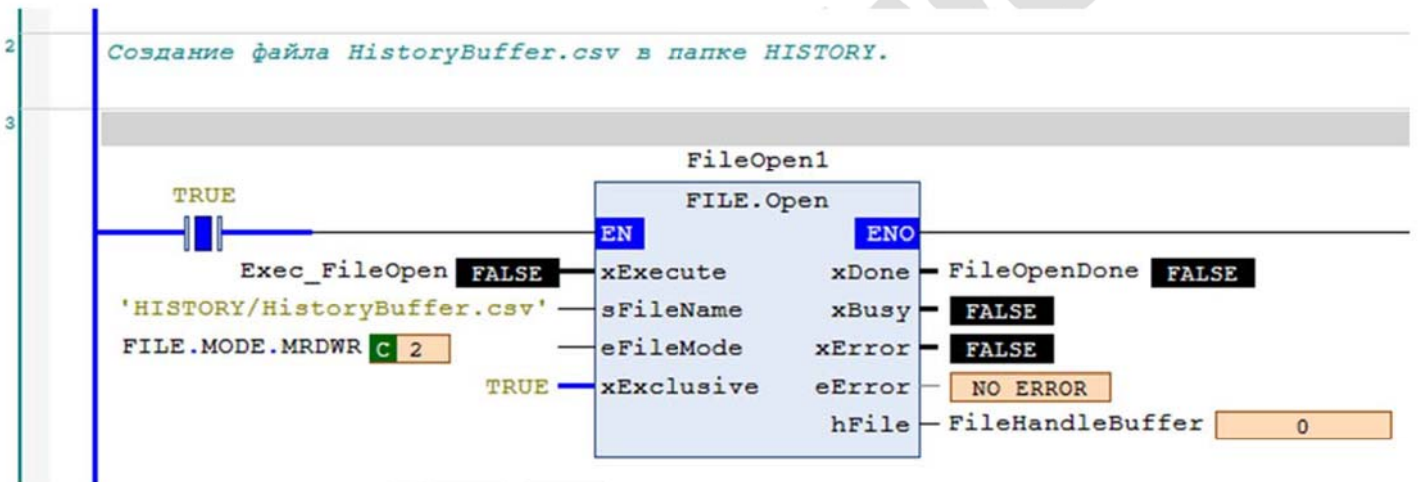 2
Создание файла HistoryBuffer.csv в папке HISTORY.
3
FileOpen1
TRUE
FILE.Open
EN ENO
Exec_FileOpen FALSE xExecute xDone FileOpenDone FALSE
'HISTORY/HistoryBuffer.csv' sFileName xBusy FALSE
FILE.MODE.MRDWR C 2 eFileMode xError FALSE
TRUE xExclusive eError NO ERROR
hFile FileHandleBuffer 0